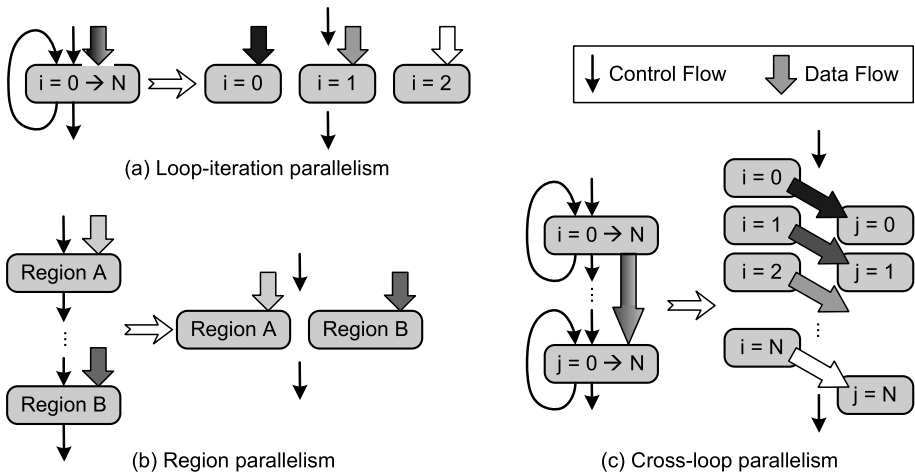 i = 0 → N
i = 0
i = 1
i = 2
(a) Loop-iteration parallelism
Control Flow
Data Flow
Region A
Region B
Region A
Region B
(b) Region parallelism
i = 0 → N
j = 0 → N
i = 0
j = 0
i = 1
j = 1
i = 2
...
i = N
j = N
(c) Cross-loop parallelism